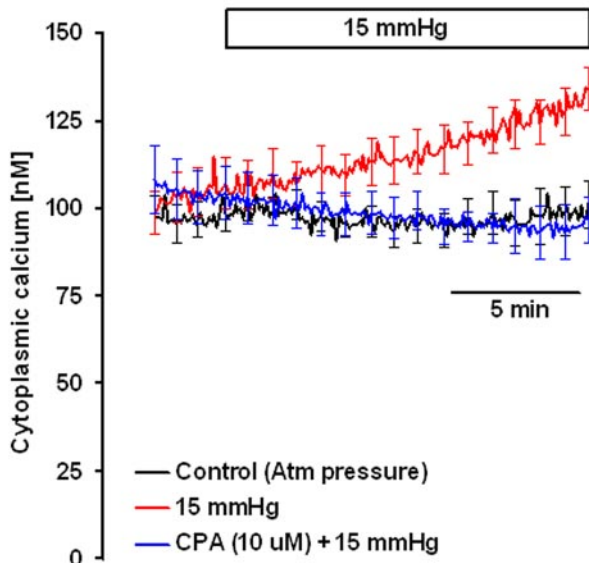 15 mmHg
150
125
100
75
50
25
0
Cytoplasmic calcium [nM]
5 min
Control (Atm pressure)
15 mmHg
CPA (10 uM) + 15 mmHg